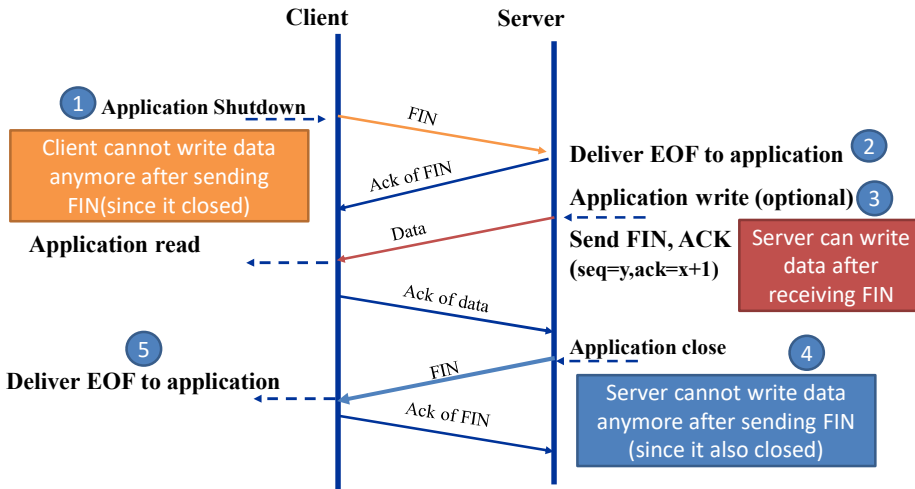 Client
Server
1
Application Shutdown
FIN
Client cannot write data
anymore after sending
FIN(since it closed)
Deliver EOF to application
2
Ack of FIN
Application write (optional)
3
Data
Application read
Send FIN, ACK
(seq=y,ack=x+1)
Server can write
data after
receiving FIN
Ack of data
5
Application close
4
FIN
Deliver EOF to application
Ack of FIN
Server cannot write data
anymore after sending FIN
(since it also closed)